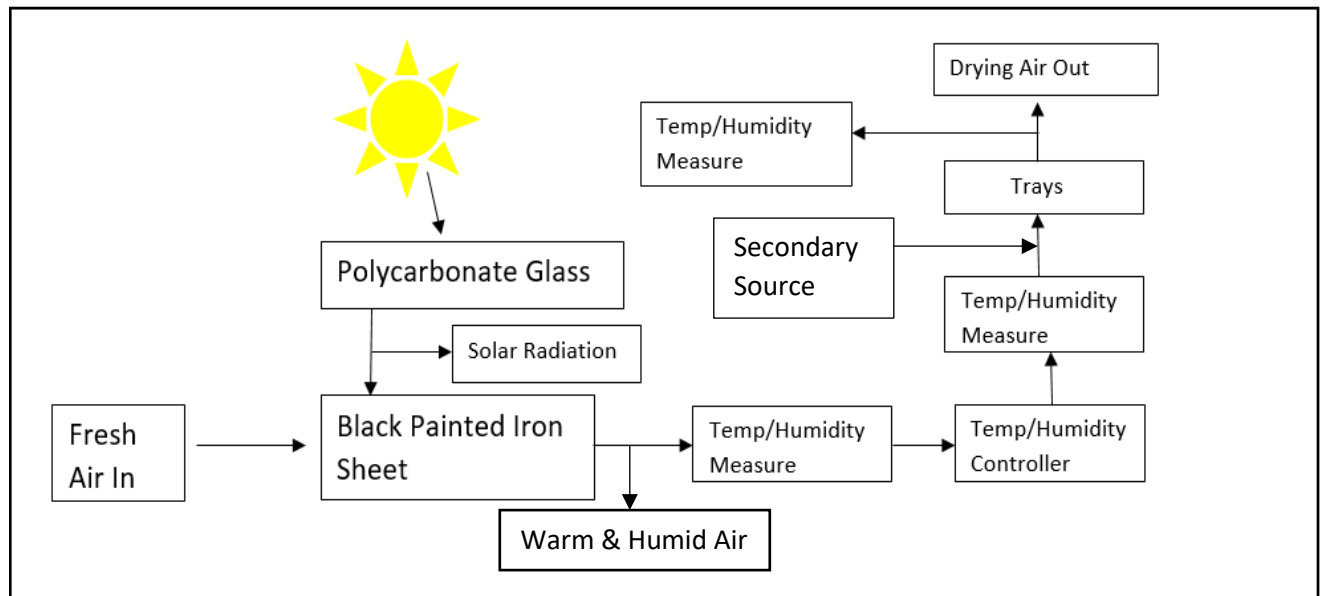 Drying Air Out
Temp/Humidity
Measure
Trays
Secondary
Source
Polycarbonate Glass
Temp/Humidity
Measure
Solar Radiation
Fresh
Air In
Black Painted Iron
Sheet
Temp/Humidity
Measure
Temp/Humidity
Controller
Warm & Humid Air